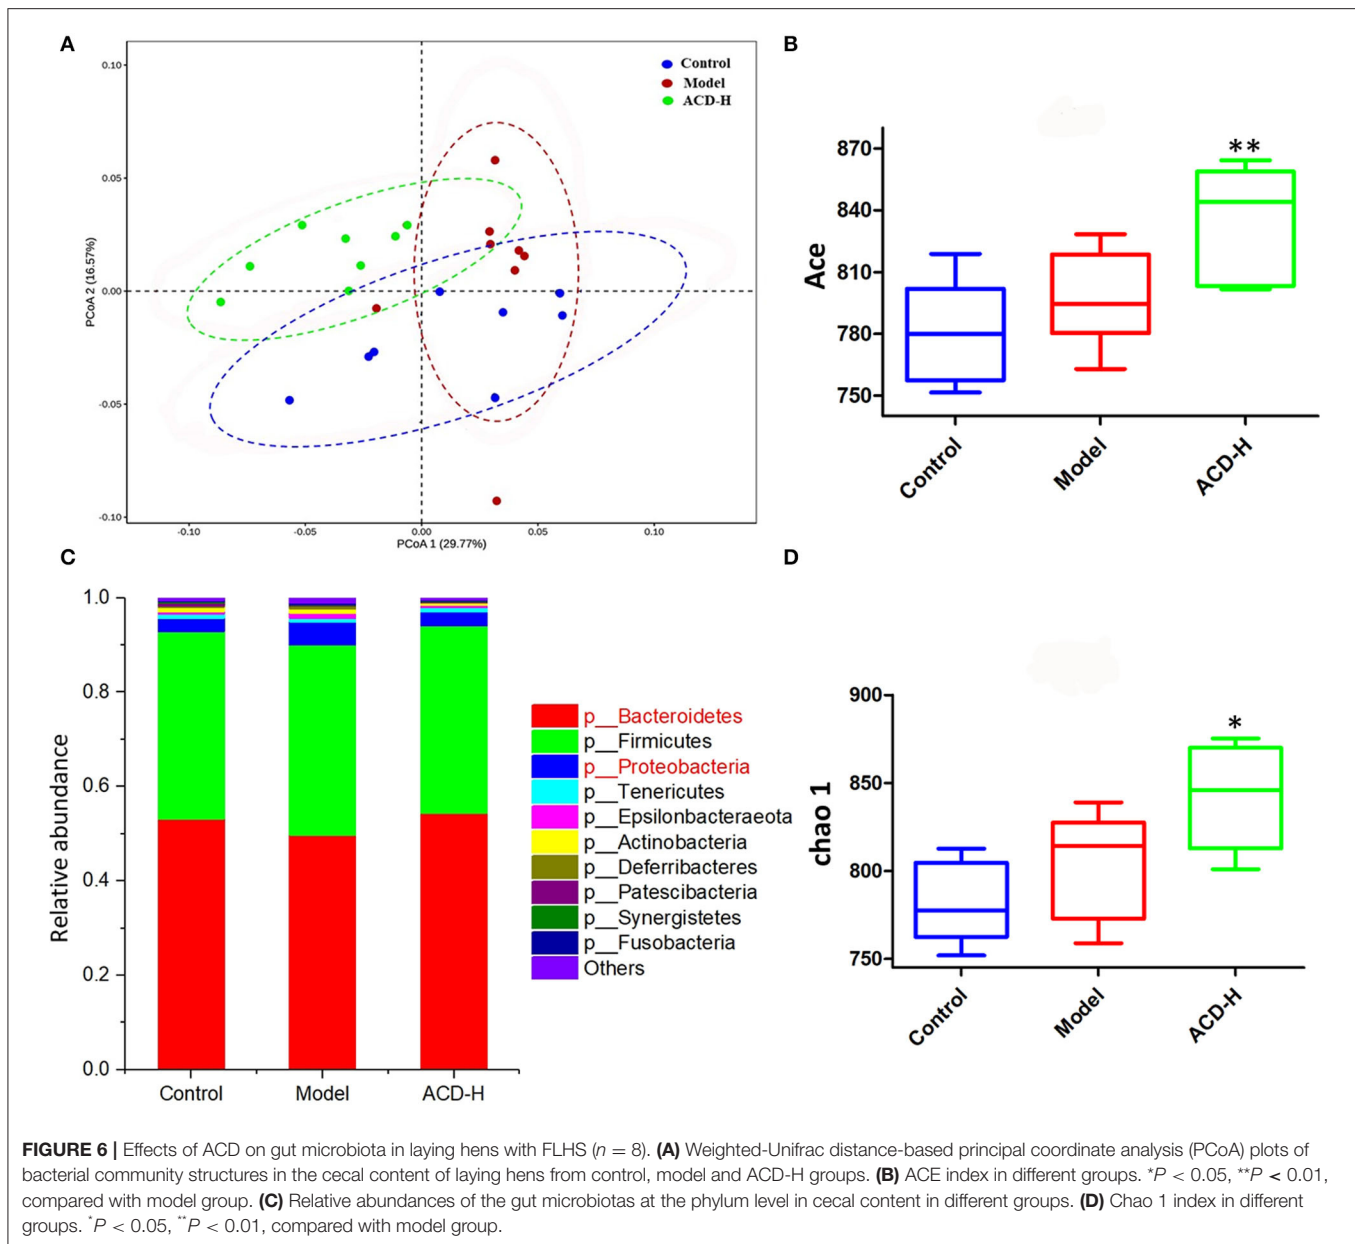 A
Control
Model
ACD-H
0.10
0.05
0.00
-0.05
-0.10
PCoA 2 (16.57%)
-0.10
-0.05
0.00
0.05
0.10
PCoA 1 (29.77%)
B
**
870
840
810
780
750
Ace
Control
Model
ACD-H
C
1.0
0.8
0.6
0.4
0.2
0.0
Relative abundance
Control
Model
ACD-H
p__Bacteroidetes
p__Firmicutes
p__Proteobacteria
p__Tenericutes
p__Epsilonbacteraeota
p__Actinobacteria
p__Deferribacteres
p__Patescibacteria
p__Synergistetes
p__Fusobacteria
Others
D
*
900
850
800
750
chao 1
Control
Model
ACD-H
FIGURE 6 | Effects of ACD on gut microbiota in laying hens with FLHS (n = 8). (A) Weighted-Unifrac distance-based principal coordinate analysis (PCoA) plots of
bacterial community structures in the cecal content of laying hens from control, model and ACD-H groups. (B) ACE index in different groups. *P < 0.05, **P < 0.01,
compared with model group. (C) Relative abundances of the gut microbiotas at the phylum level in cecal content in different groups. (D) Chao 1 index in different
groups. *P < 0.05, **P < 0.01, compared with model group.